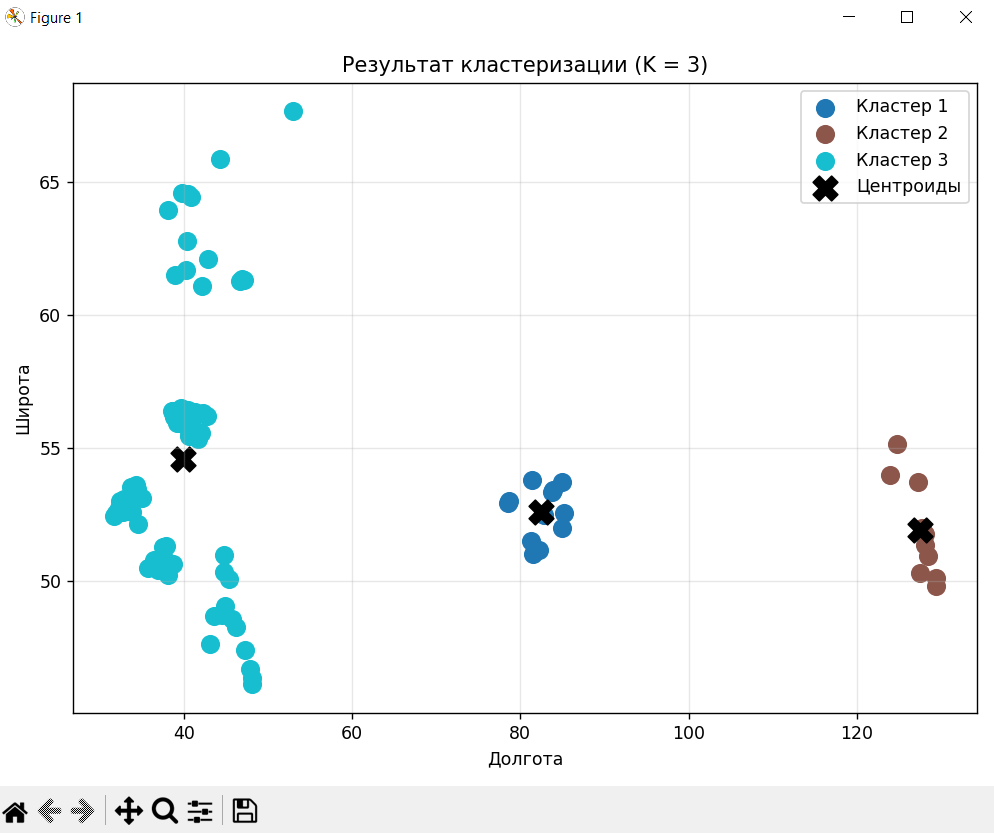 Figure 1
Результат кластеризации (K = 3)
Кластер 1
Кластер 2
Кластер 3
Центроиды
65
60
55
50
Широта
40
60
80
100
120
Долгота